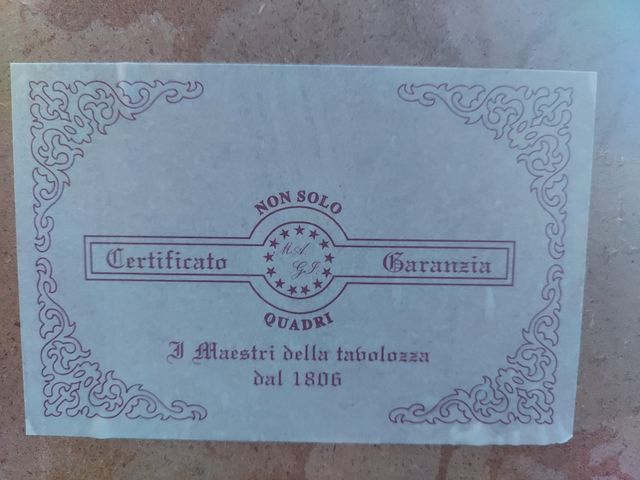 NON SOLO
Certificato
M.A.
G.I.
Garanzia
QUADRI
I Maestri della tavolozza
dal 1806